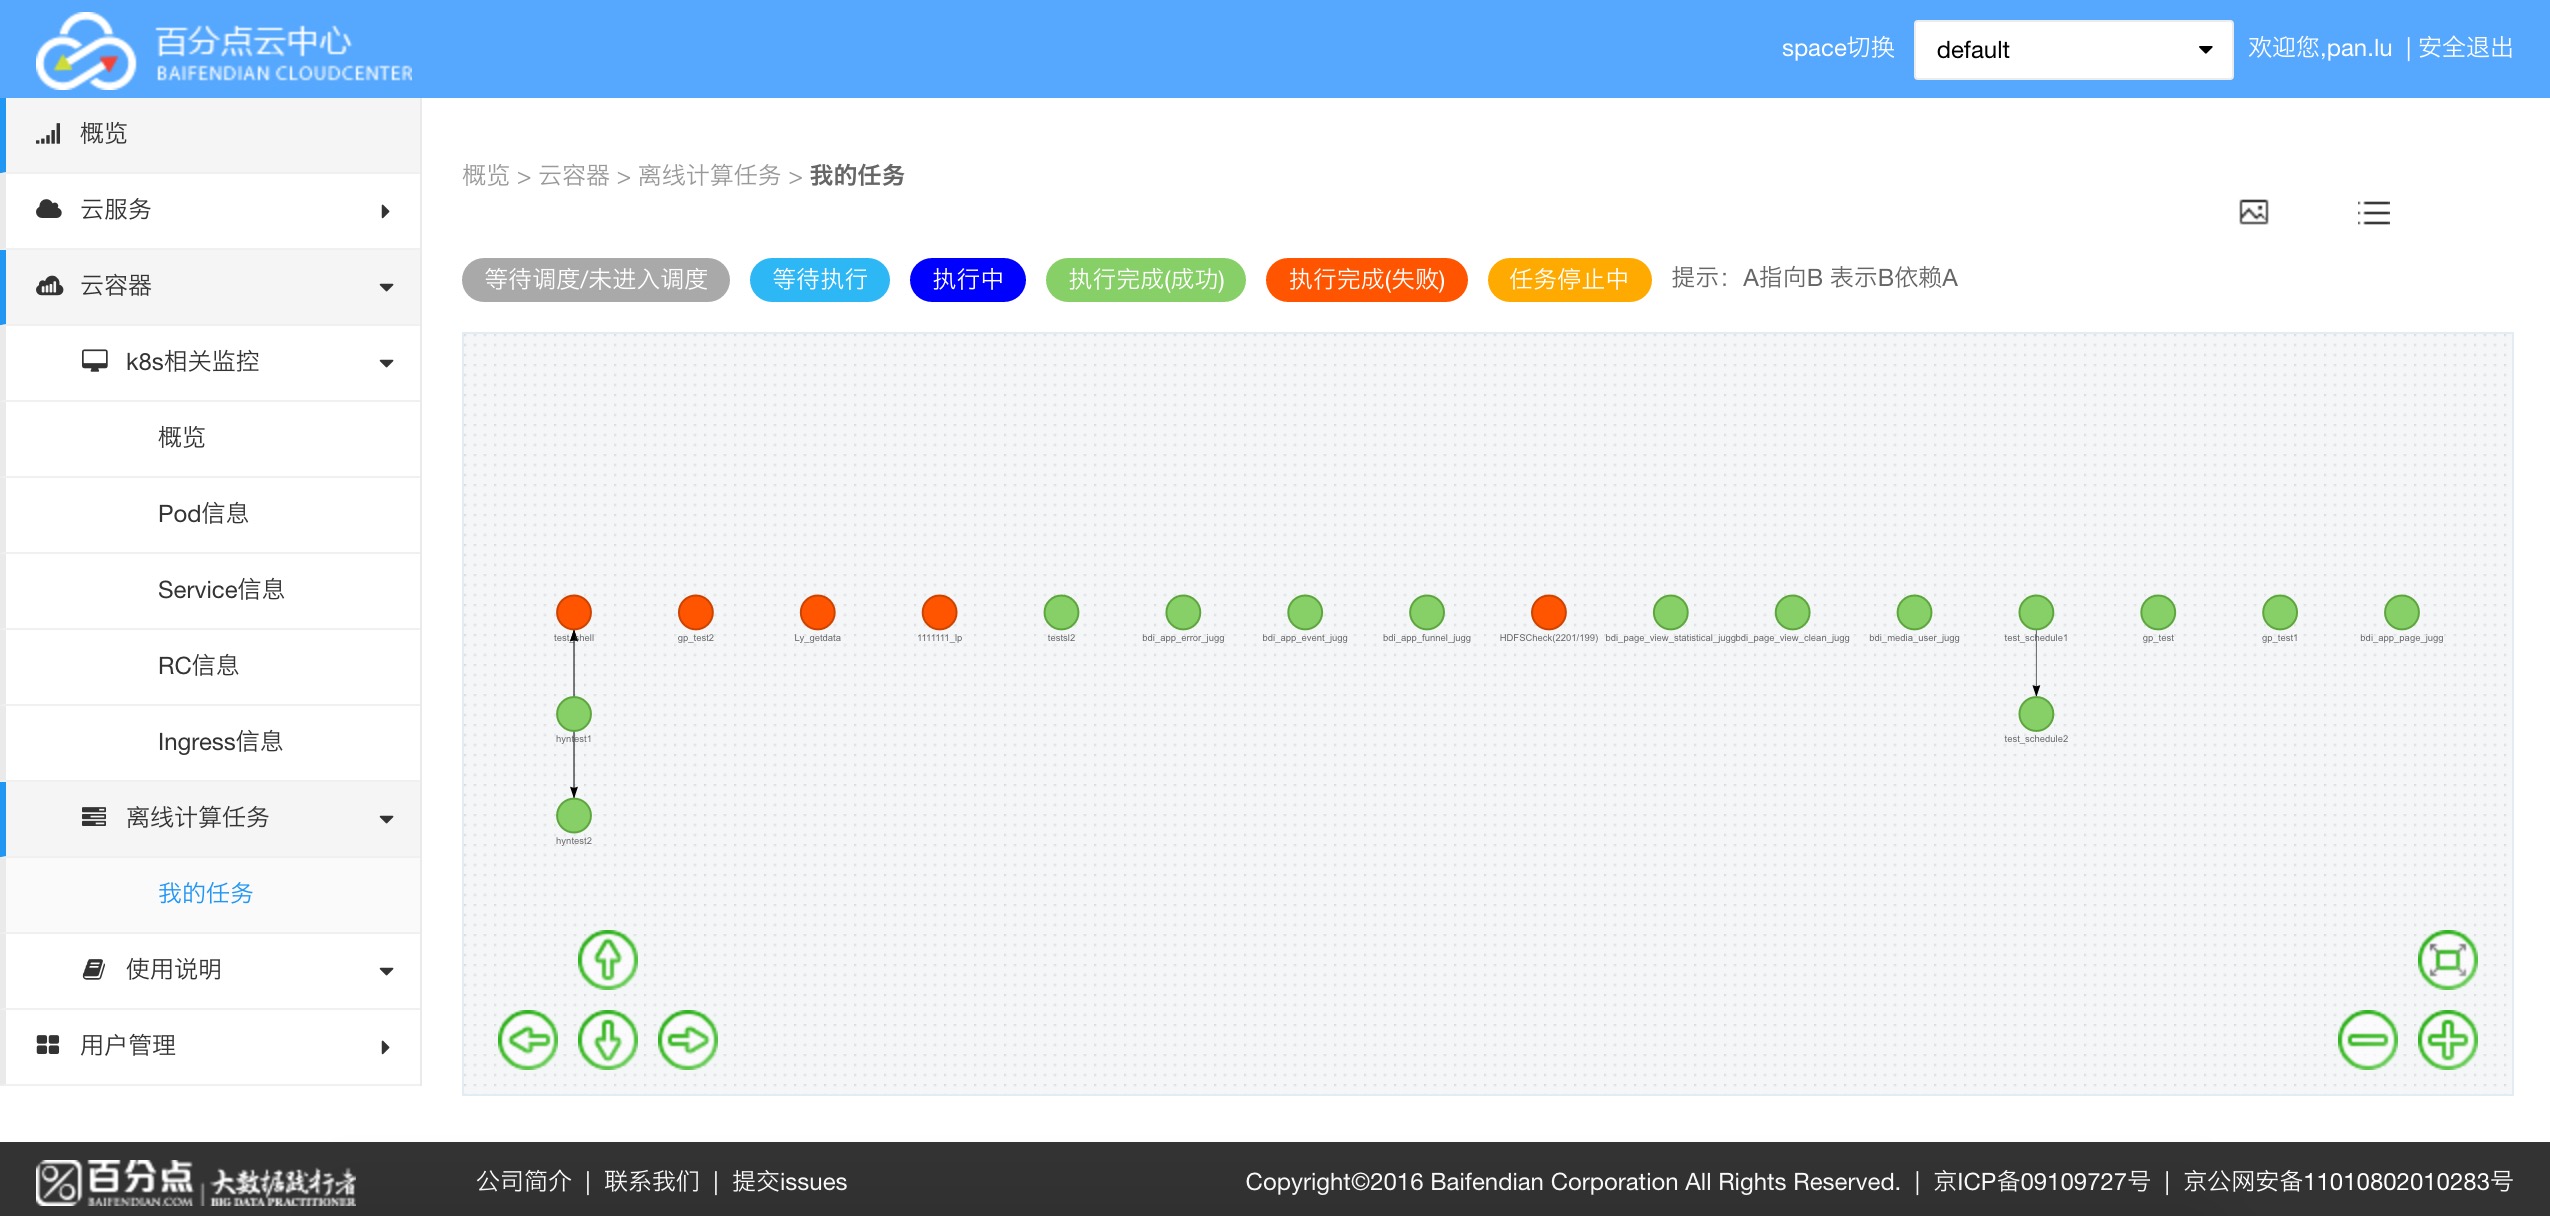 百分点云中心
BAIFENDIAN CLOUDCENTER
space切换
default
欢迎您,pan.lu | 安全退出
概览
云服务
云容器
k8s相关监控
概览
Pod信息
Service信息
RC信息
Ingress信息
离线计算任务
我的任务
使用说明
用户管理
概览 > 云容器 > 离线计算任务 > 我的任务
等待调度/未进入调度 等待执行 执行中 执行完成(成功) 执行完成(失败) 任务停止中 提示：A指向B 表示B依赖A
test_shell gp_test2 Ly_getdata 1111111_lp testsl2 bdi_app_error_jugg bdi_app_event_jugg bdi_app_funnel_jugg HDFSCheck(2201/199) bdi_page_view_statistical_jugg bdi_page_view_clean_jugg bdi_media_user_jugg test_schedule1 gp_test gp_test1 bdi_app_page_jugg
hyntest1 test_schedule2
hyntest2
百分点 大数据践行者
BAIFENDIAN.COM BIG DATA PRACTITIONER
公司简介 | 联系我们 | 提交issues
Copyright©2016 Baifendian Corporation All Rights Reserved. | 京ICP备09109727号 | 京公网安备11010802010283号